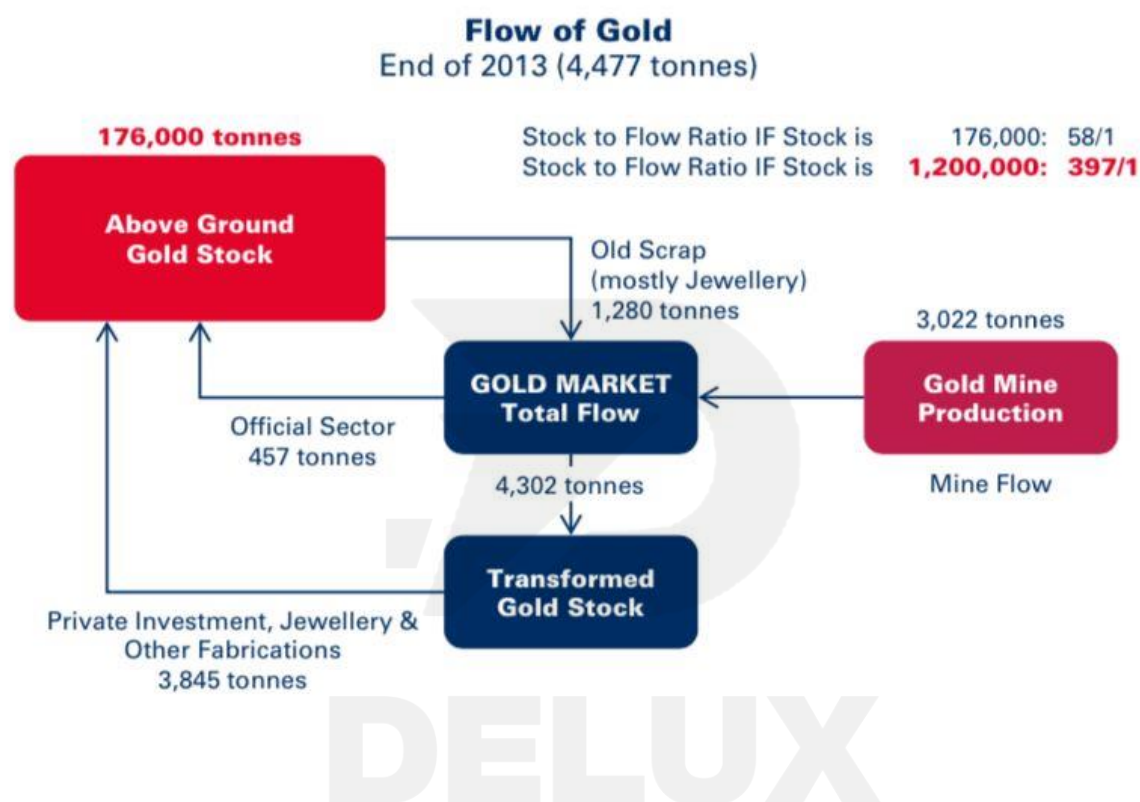 Flow of Gold
End of 2013 (4,477 tonnes)
176,000 tonnes
Stock to Flow Ratio IF Stock is 176,000: 58/1
Stock to Flow Ratio IF Stock is 1,200,000: 397/1
Above Ground
Gold Stock
Old Scrap
(mostly Jewellery)
1,280 tonnes
3,022 tonnes
GOLD MARKET
Total Flow
Gold Mine
Production
Official Sector
457 tonnes
4,302 tonnes
Mine Flow
Transformed
Gold Stock
Private Investment, Jewellery &
Other Fabrications
3,845 tonnes
DELUX